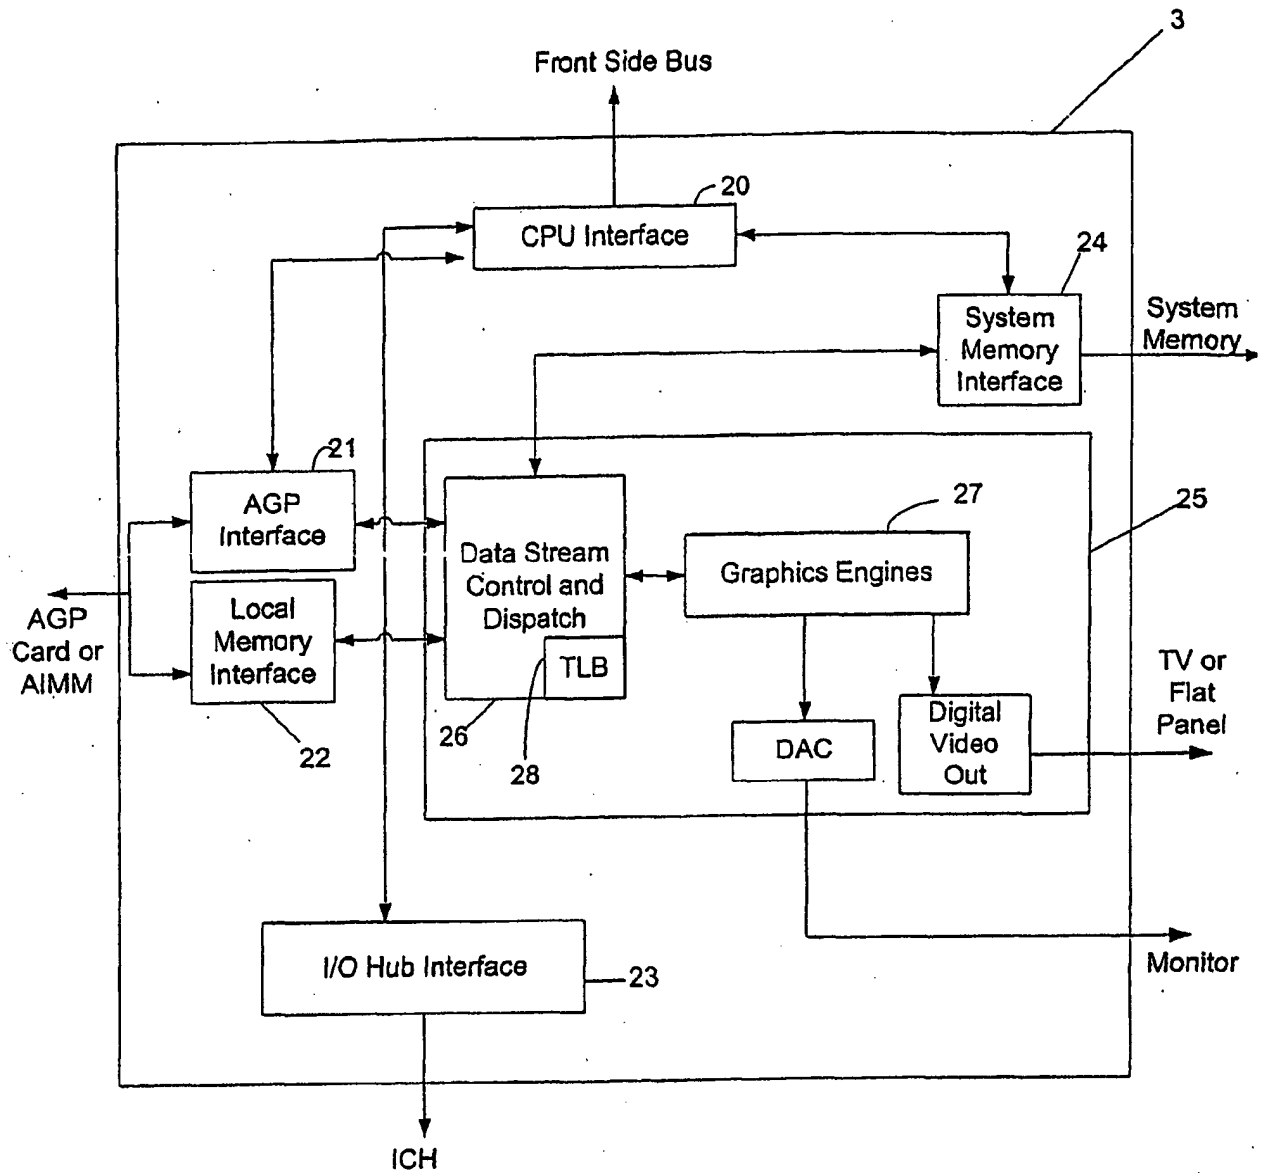 3
Front Side Bus
20
CPU Interface
24
System
Memory
Interface
System
Memory
21
AGP
Interface
27
25
Data Stream
Control and
Dispatch
Graphics Engines
AGP
Card or
AIMM
Local
Memory
Interface
28
TLB
TV or
Flat
Panel
22
26
DAC
Digital
Video
Out
I/O Hub Interface
23
Monitor
ICH